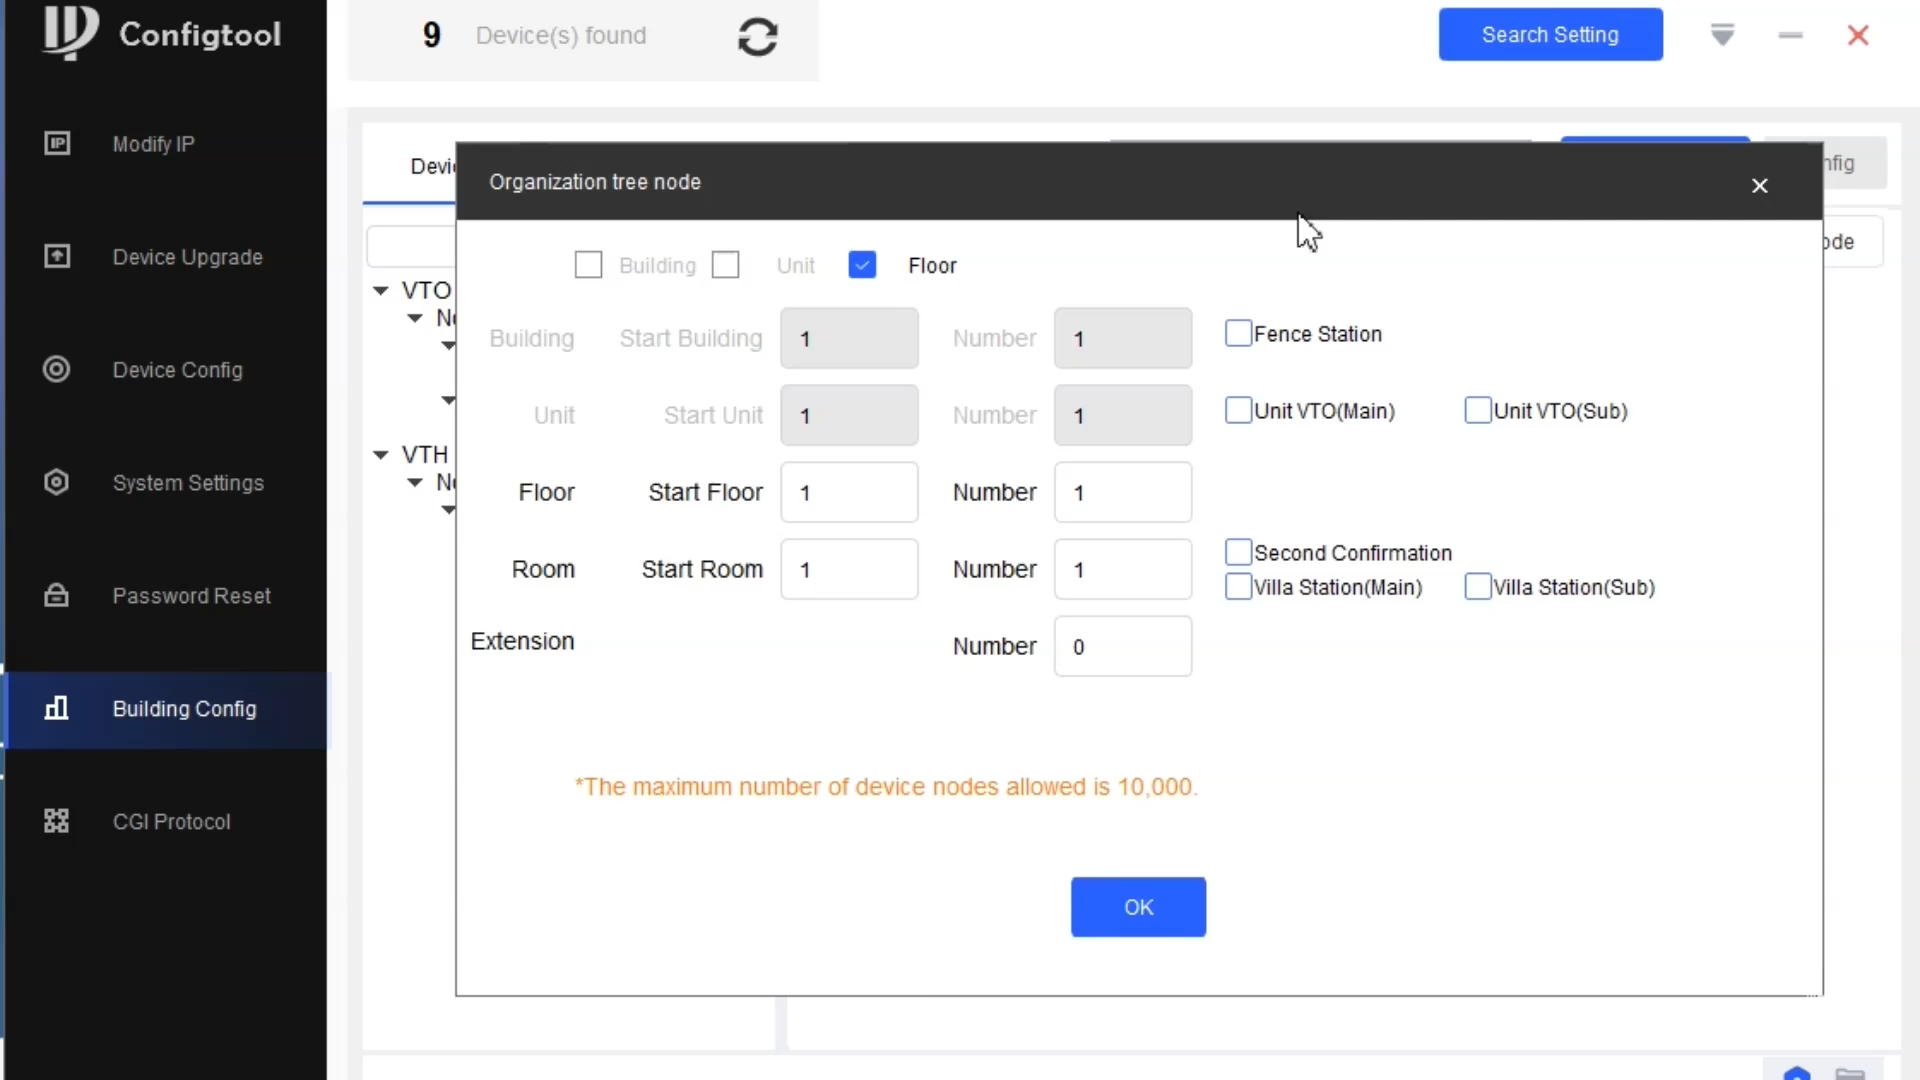 Configtool
9 Device(s) found
Search Setting
Modify IP
Device Upgrade
Device Config
System Settings
Password Reset
Building Config
CGI Protocol
VTO
VTH
Organization tree node
Building Unit Floor
Building Start Building 1 Number 1 Fence Station
Unit Start Unit 1 Number 1 Unit VTO(Main) Unit VTO(Sub)
Floor Start Floor 1 Number 1
Room Start Room 1 Number 1 Second Confirmation
Villa Station(Main) Villa Station(Sub)
Extension Number 0
*The maximum number of device nodes allowed is 10,000.
OK